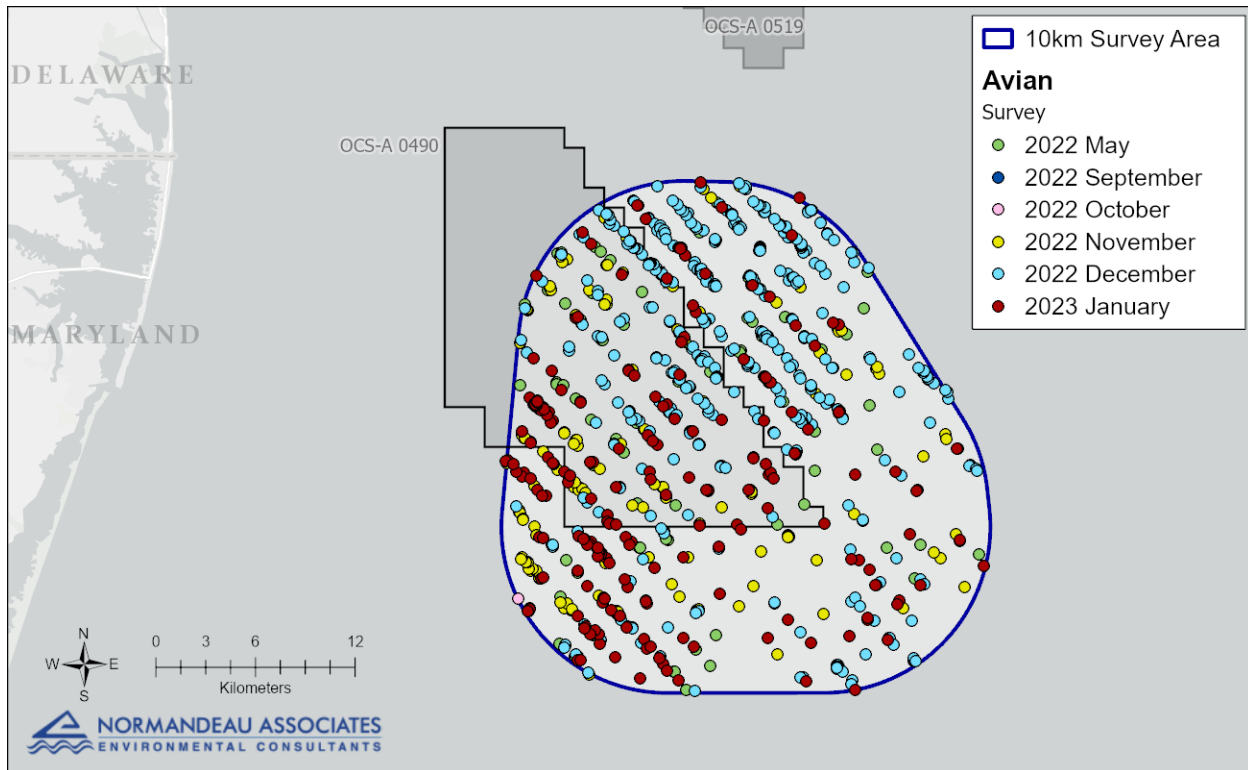 OCS-A 0519
DELAWARE
OCS-A 0490
MARYLAND
10km Survey Area
Avian
Survey
2022 May
2022 September
2022 October
2022 November
2022 December
2023 January
N
W E
S
0 3 6 12
Kilometers
NORMANDEAU ASSOCIATES
ENVIRONMENTAL CONSULTANTS